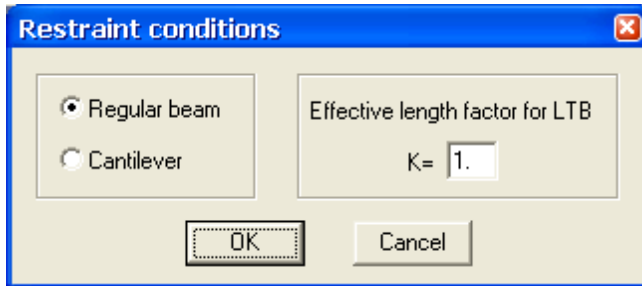 Restraint conditions
Regular beam
Cantilever
Effective length factor for LTB
K= 1.
OK
Cancel